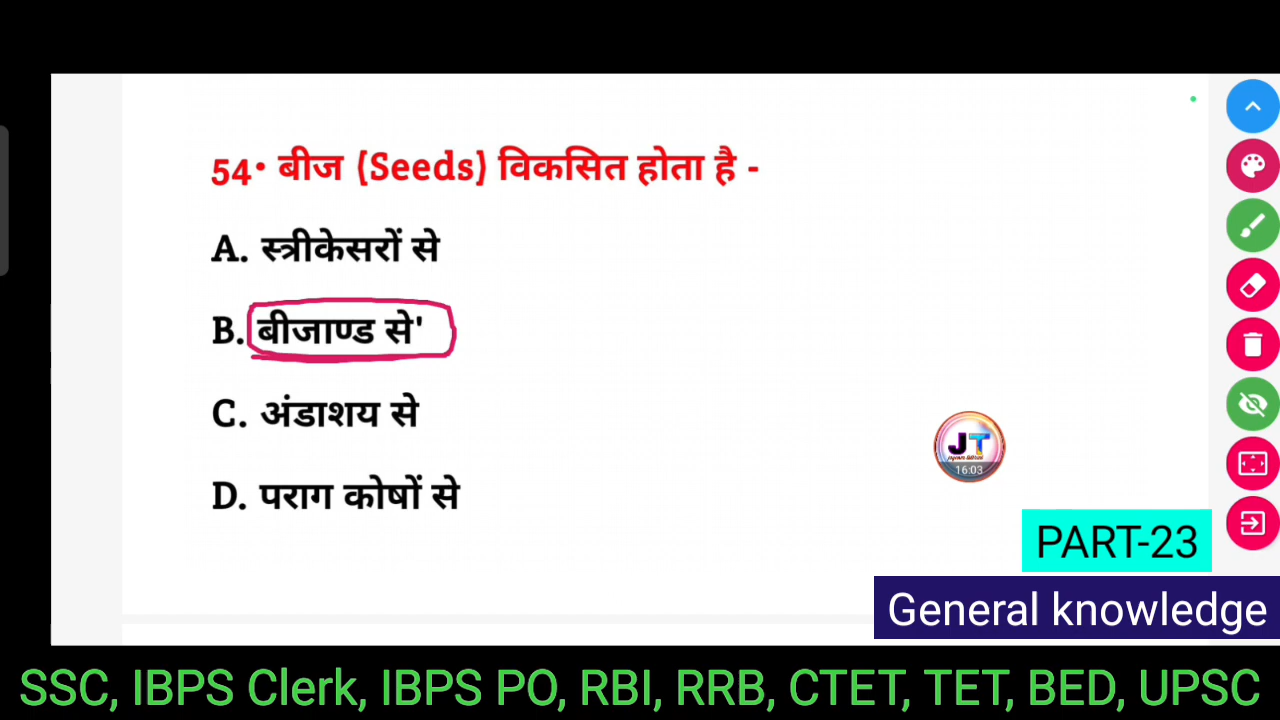 54• बीज (Seeds) विकसित होता है -
A. स्त्रीकेसरों से
B. बीजाण्ड से'
C. अंडाशय से
D. पराग कोषों से
JT
16:03
PART-23
General knowledge
SSC, IBPS Clerk, IBPS PO, RBI, RRB, CTET, TET, BED, UPSC